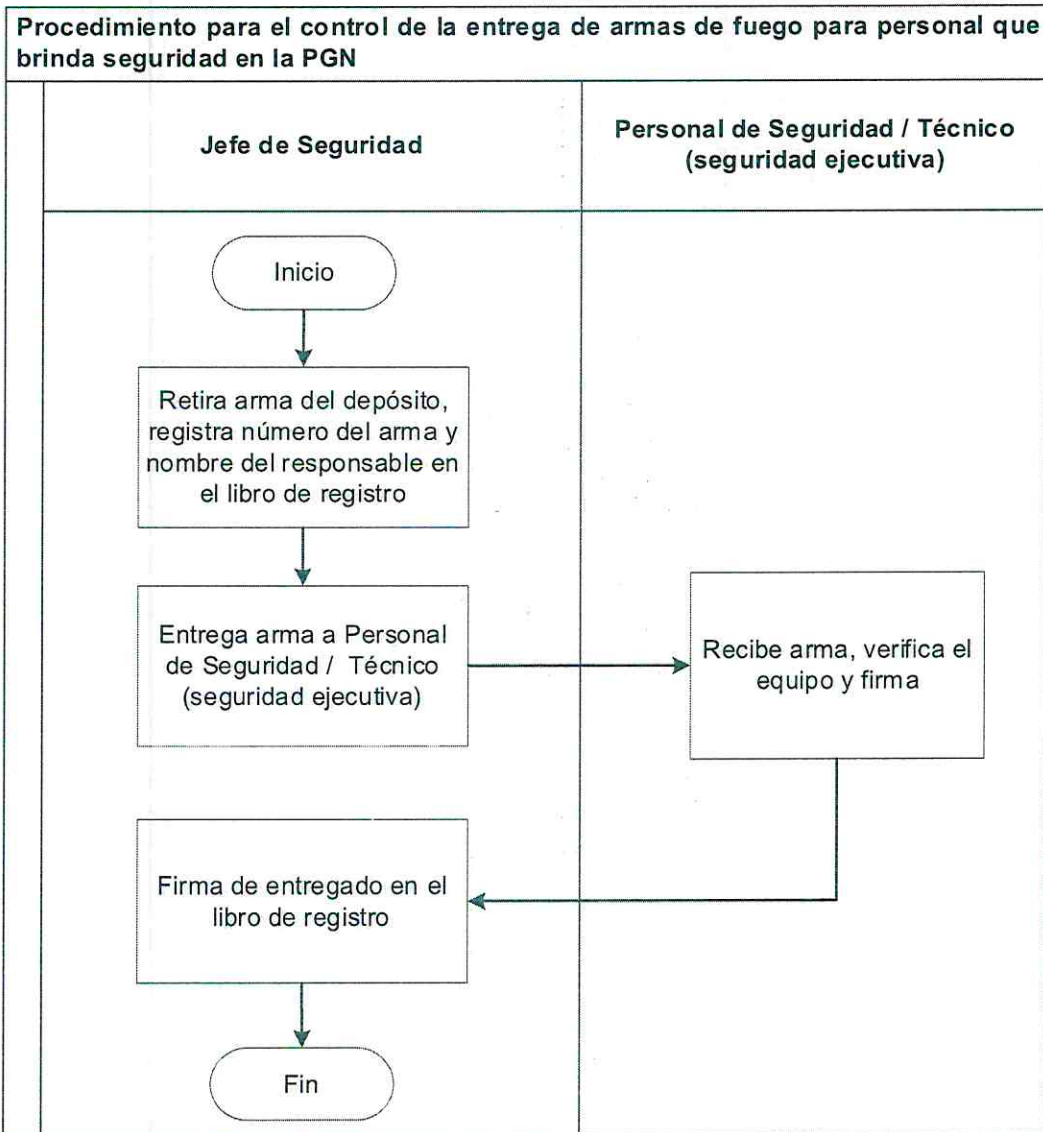 Procedimiento para el control de la entrega de armas de fuego para personal que
brinda seguridad en la PGN
Jefe de Seguridad
Personal de Seguridad / Técnico
(seguridad ejecutiva)
Inicio
Retira arma del depósito,
registra número del arma y
nombre del responsable en
el libro de registro
Entrega arma a Personal
de Seguridad / Técnico
(seguridad ejecutiva)
Recibe arma, verifica el
equipo y firma
Firma de entregado en el
libro de registro
Fin